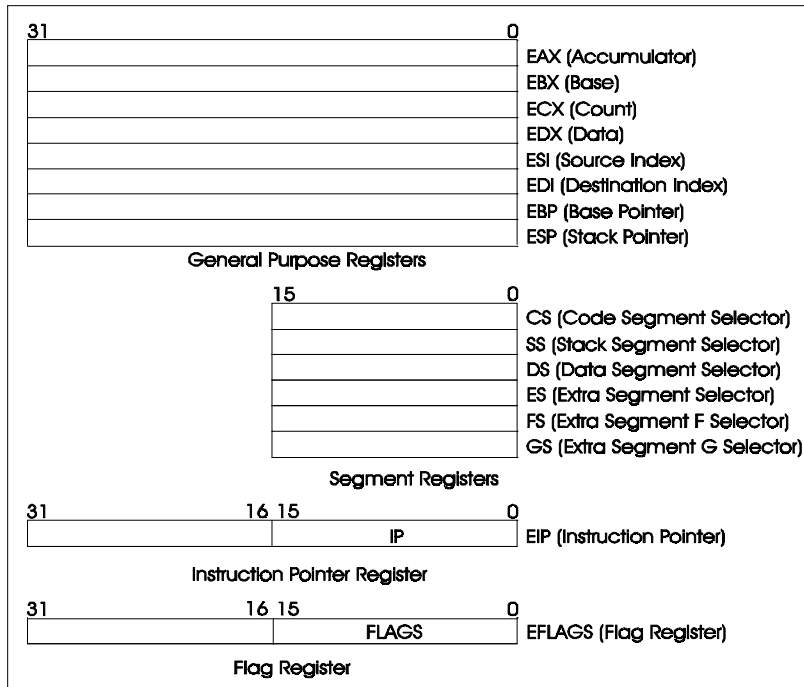 31 0
EAX (Accumulator)
EBX (Base)
ECX (Count)
EDX (Data)
ESI (Source Index)
EDI (Destination Index)
EBP (Base Pointer)
ESP (Stack Pointer)
General Purpose Registers
15 0
CS (Code Segment Selector)
SS (Stack Segment Selector)
DS (Data Segment Selector)
ES (Extra Segment Selector)
FS (Extra Segment F Selector)
GS (Extra Segment G Selector)
Segment Registers
31 16 15 0
IP EIP (Instruction Pointer)
Instruction Pointer Register
31 16 15 0
FLAGS EFLAGS (Flag Register)
Flag Register